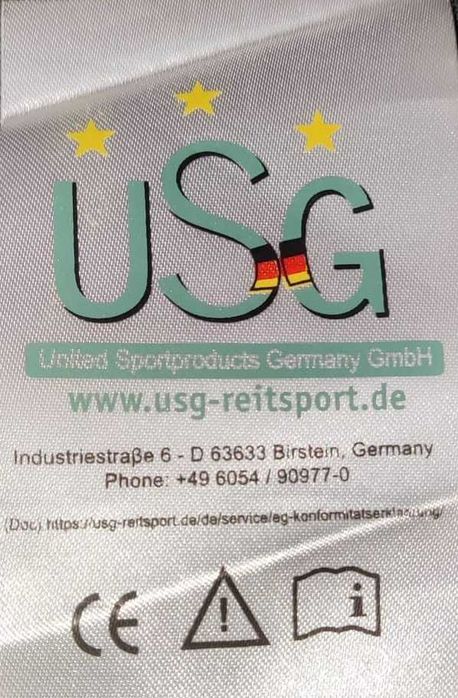 USG
United Sportproducts Germany GmbH
www.usg-reitsport.de
Industriestraße 6 - D 63633 Birstein, Germany
Phone: +49 6054 / 90977-0
(Doc) https://usg-reitsport.de/de/service/eg-konformitätserklärung/
CE
! i